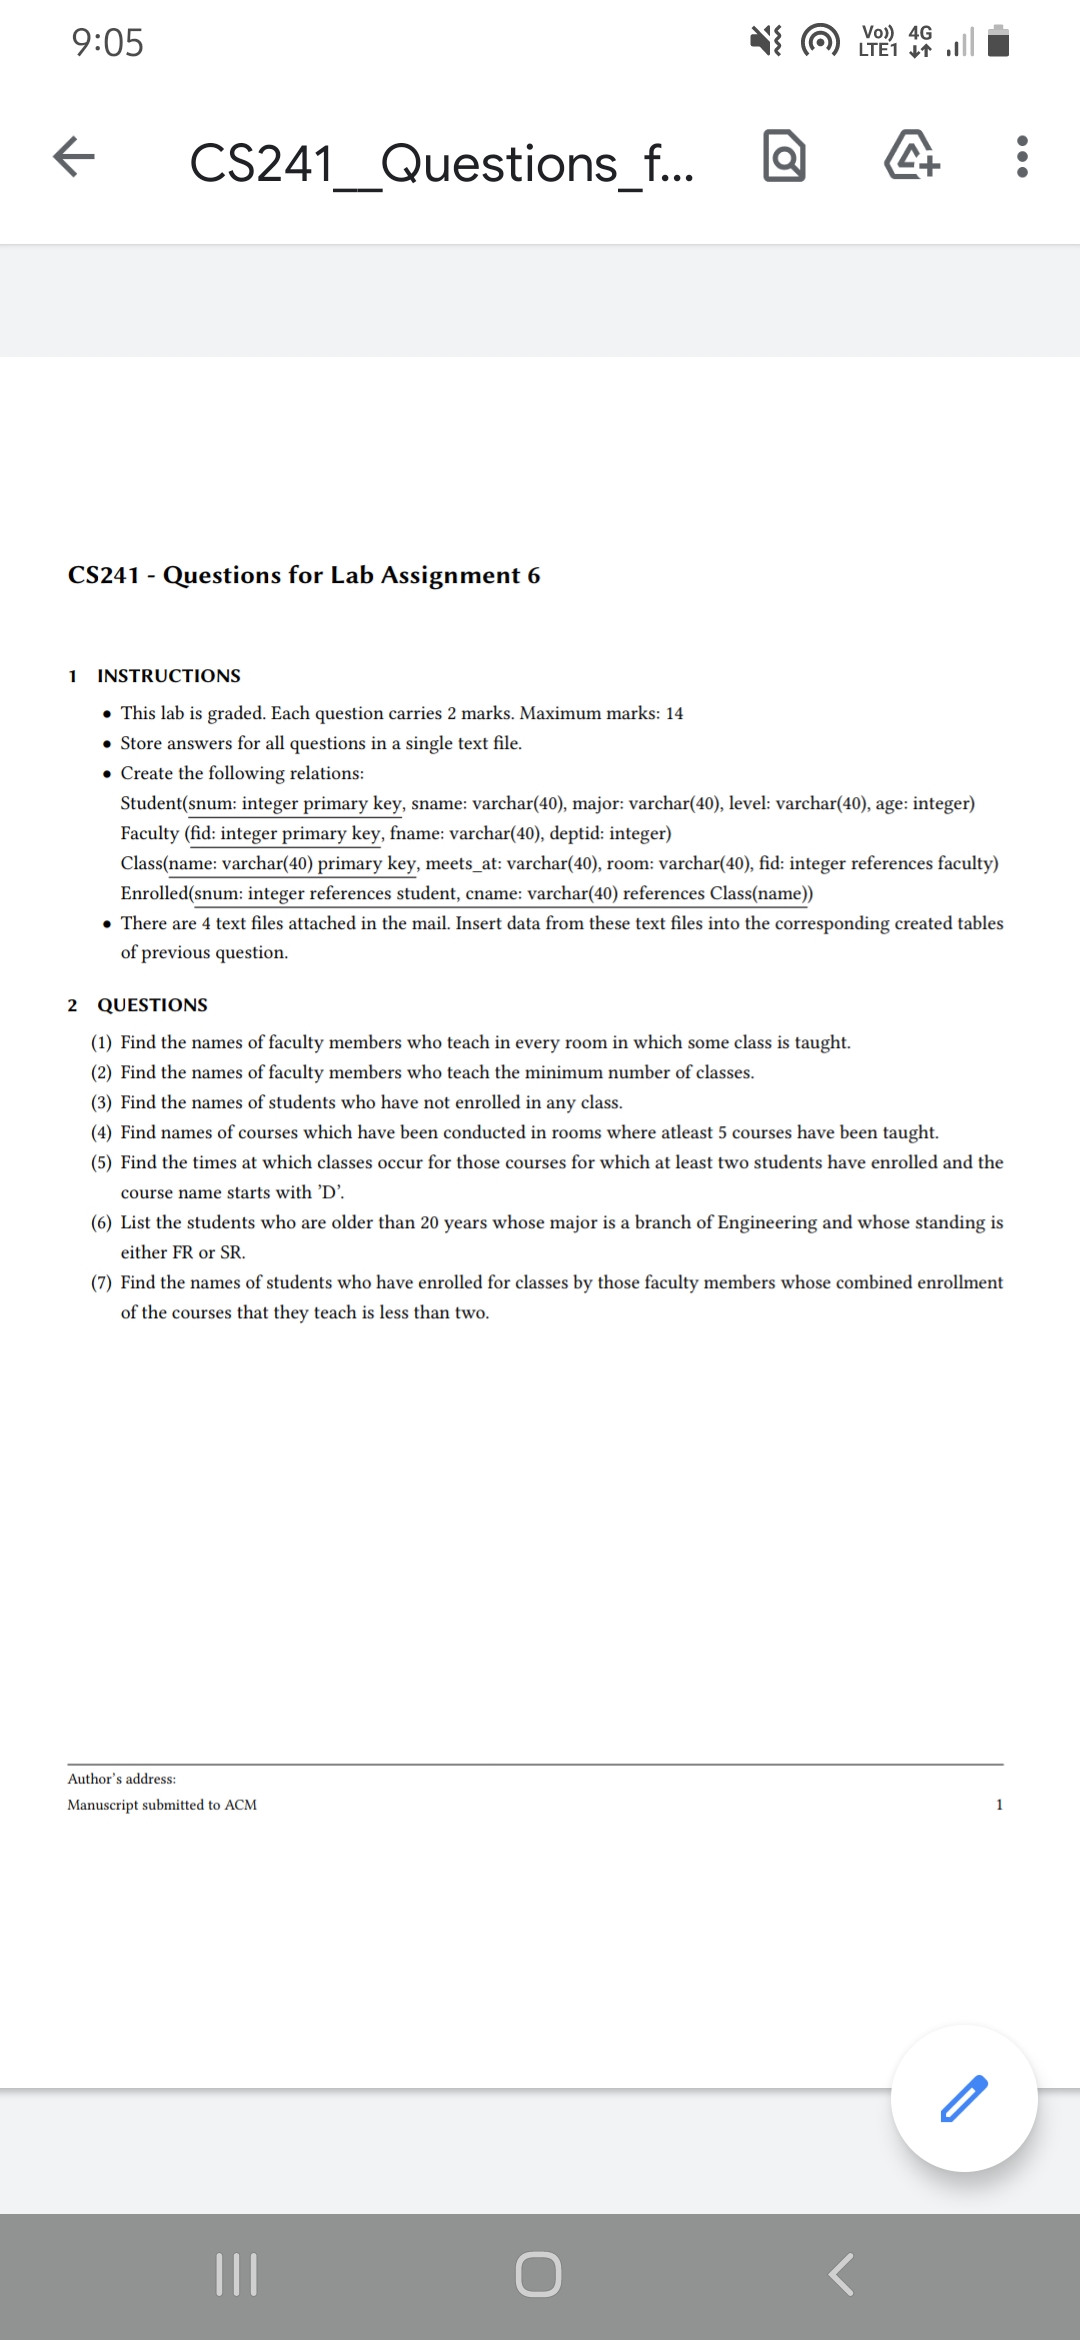 9:05
Vo)) 4G
LTE1
CS241__Questions_f...
CS241 - Questions for Lab Assignment 6
1 INSTRUCTIONS
• This lab is graded. Each question carries 2 marks. Maximum marks: 14
• Store answers for all questions in a single text file.
• Create the following relations:
Student(snum: integer primary key, sname: varchar(40), major: varchar(40), level: varchar(40), age: integer)
Faculty (fid: integer primary key, fname: varchar(40), deptid: integer)
Class(name: varchar(40) primary key, meets_at: varchar(40), room: varchar(40), fid: integer references faculty)
Enrolled(snum: integer references student, cname: varchar(40) references Class(name))
• There are 4 text files attached in the mail. Insert data from these text files into the corresponding created tables
of previous question.
2 QUESTIONS
(1) Find the names of faculty members who teach in every room in which some class is taught.
(2) Find the names of faculty members who teach the minimum number of classes.
(3) Find the names of students who have not enrolled in any class.
(4) Find names of courses which have been conducted in rooms where atleast 5 courses have been taught.
(5) Find the times at which classes occur for those courses for which at least two students have enrolled and the
course name starts with 'D'.
(6) List the students who are older than 20 years whose major is a branch of Engineering and whose standing is
either FR or SR.
(7) Find the names of students who have enrolled for classes by those faculty members whose combined enrollment
of the courses that they teach is less than two.
Author's address:
Manuscript submitted to ACM 1